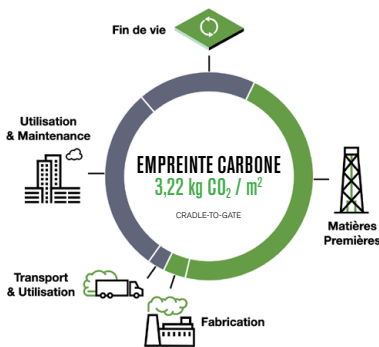 Fin de vie
Utilisation
& Maintenance
EMPREINTE CARBONE
3,22 kg CO₂ / m²
CRADLE-TO-GATE
Matières
Premières
Transport
& Utilisation
Fabrication